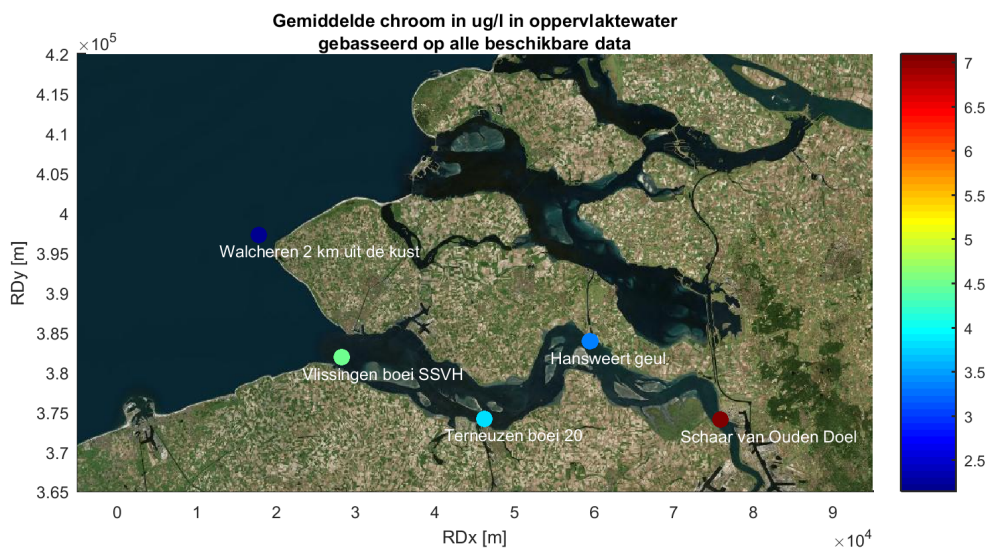 Gemiddelde chroom in ug/l in oppervlaktewater
gebasseerd op alle beschikbare data
×10⁵
4.2
4.15
4.1
4.05
4
3.95
3.9
3.85
3.8
3.75
3.7
3.65
RDy [m]
Walcheren 2 km uit de kust
Vlissingen boei SSVH
Hansweert geul.
Terneuzen boei 20
Schaar van Ouden Doel
0 1 2 3 4 5 6 7 8 9
RDx [m]
×10⁴
7
6.5
6
5.5
5
4.5
4
3.5
3
2.5